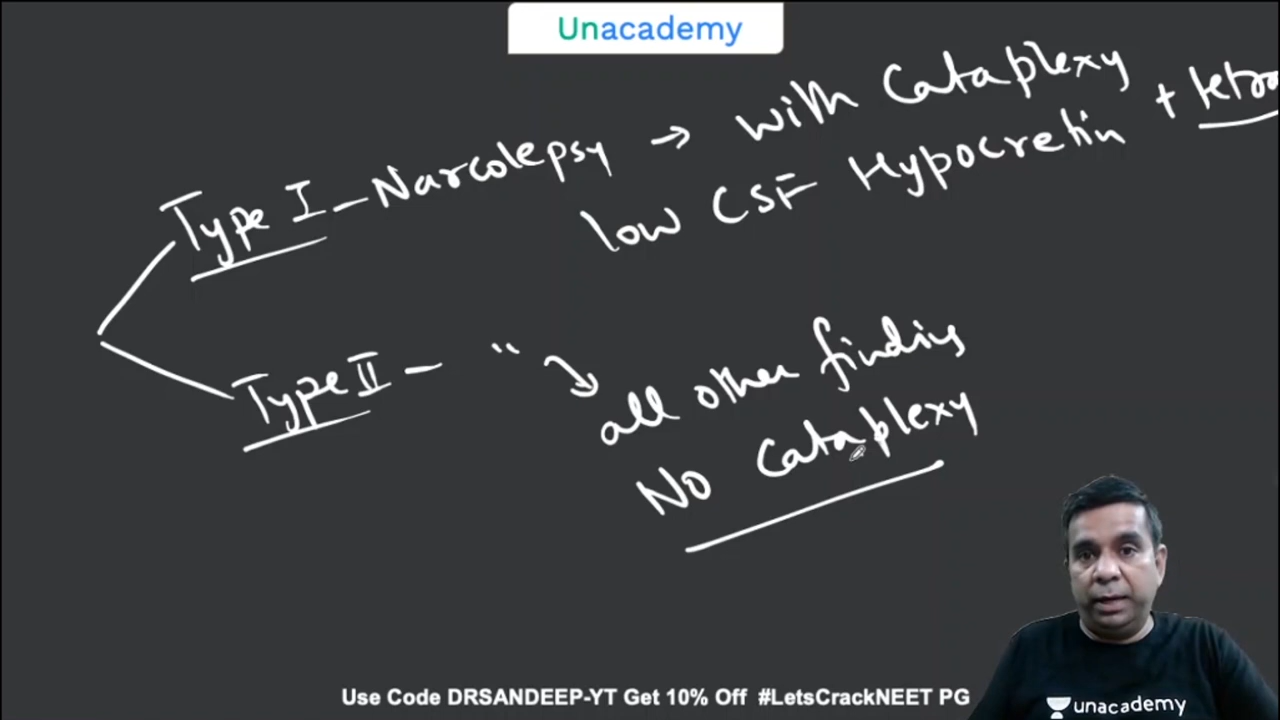 Unacademy
Type I - Narcolepsy → with Cataplexy
low CSF Hypocretin +
Type II - " all other findings
No Cataplexy
Use Code DRSANDEEP-YT Get 10% Off #LetsCrackNEET PG
unacademy